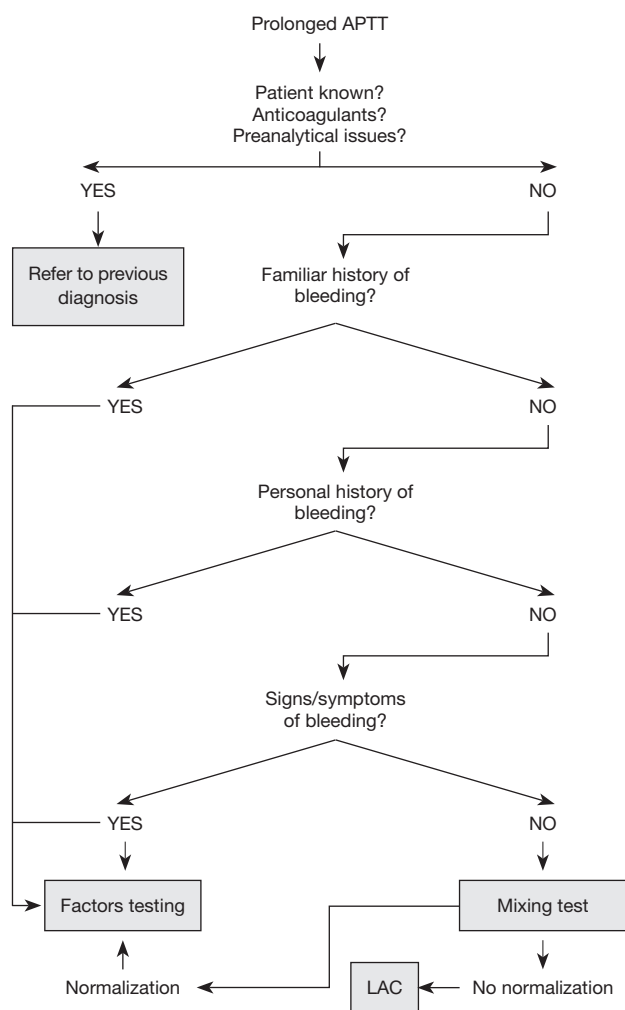 Prolonged APTT
Patient known?
Anticoagulants?
Preanalytical issues?
YES
NO
Refer to previous
diagnosis
Familiar history of
bleeding?
YES
NO
Personal history of
bleeding?
YES
NO
Signs/symptoms
of bleeding?
YES
NO
Factors testing
Mixing test
Normalization
LAC
No normalization